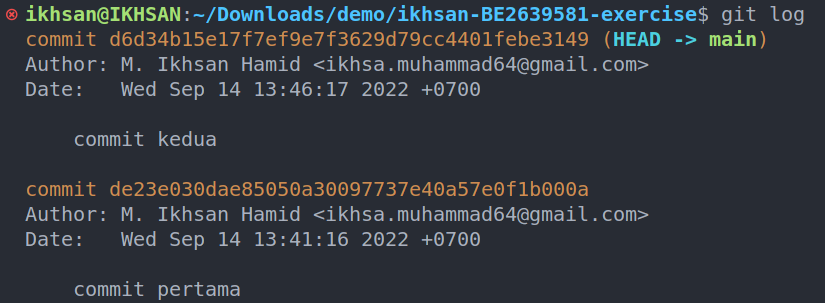 ikhsan@IKHSAN:~/Downloads/demo/ikhsan-BE2639581-exercise$ git log
commit d6d34b15e17f7ef9e7f3629d79cc4401febe3149 (HEAD -> main)
Author: M. Ikhsan Hamid <ikhsa.muhammad64@gmail.com>
Date:   Wed Sep 14 13:46:17 2022 +0700
commit kedua
commit de23e030dae85050a30097737e40a57e0f1b000a
Author: M. Ikhsan Hamid <ikhsa.muhammad64@gmail.com>
Date:   Wed Sep 14 13:41:16 2022 +0700
commit pertama